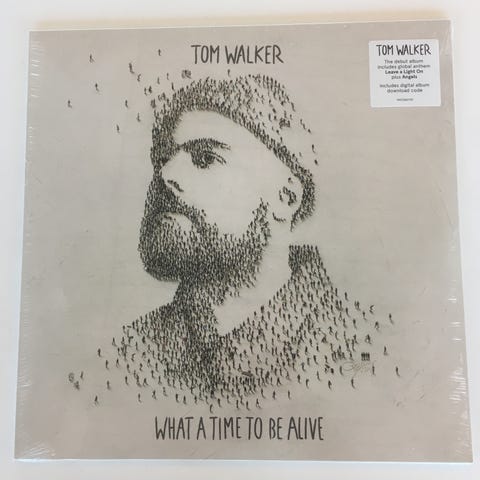 TOM WALKER
TOM WALKER
The debut album
includes global anthem
Leave a Light On
plus Angels
Includes digital album
download code
WHAT A TIME TO BE ALIVE